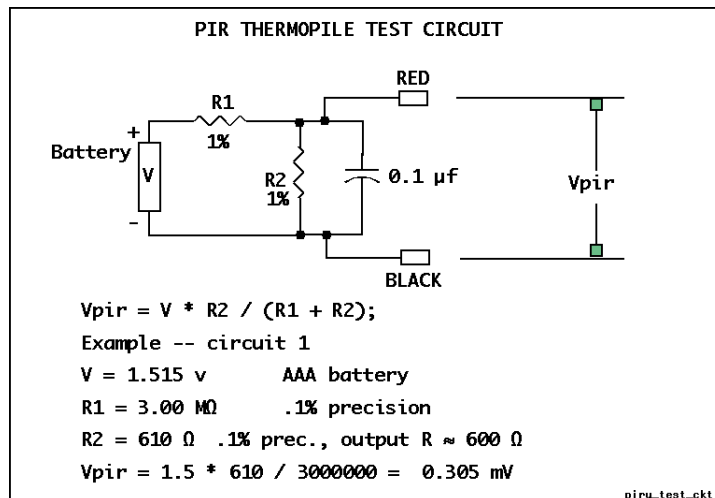 PIR THERMOPILE TEST CIRCUIT
RED
R1
1%
+
Battery
V
R2
1%
0.1 µf
Vpir
-
BLACK
Vpir = V * R2 / (R1 + R2);
Example -- circuit 1
V = 1.515 v AAA battery
R1 = 3.00 MΩ .1% precision
R2 = 610 Ω .1% prec., output R ≈ 600 Ω
Vpir = 1.5 * 610 / 3000000 = 0.305 mV
piru_test_ckt